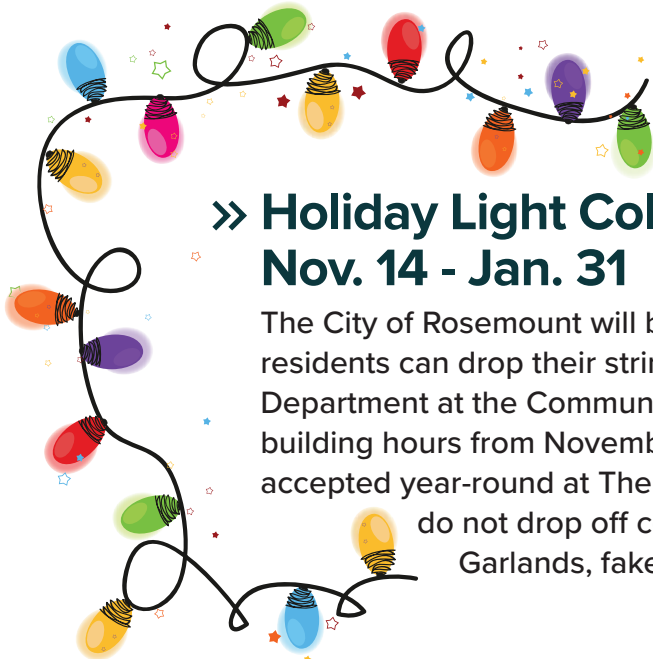 » Holiday Light Col
Nov. 14 - Jan. 31
The City of Rosemount will b
residents can drop their strin
Department at the Commun
building hours from Novemb
accepted year-round at The
do not drop off c
Garlands, fake